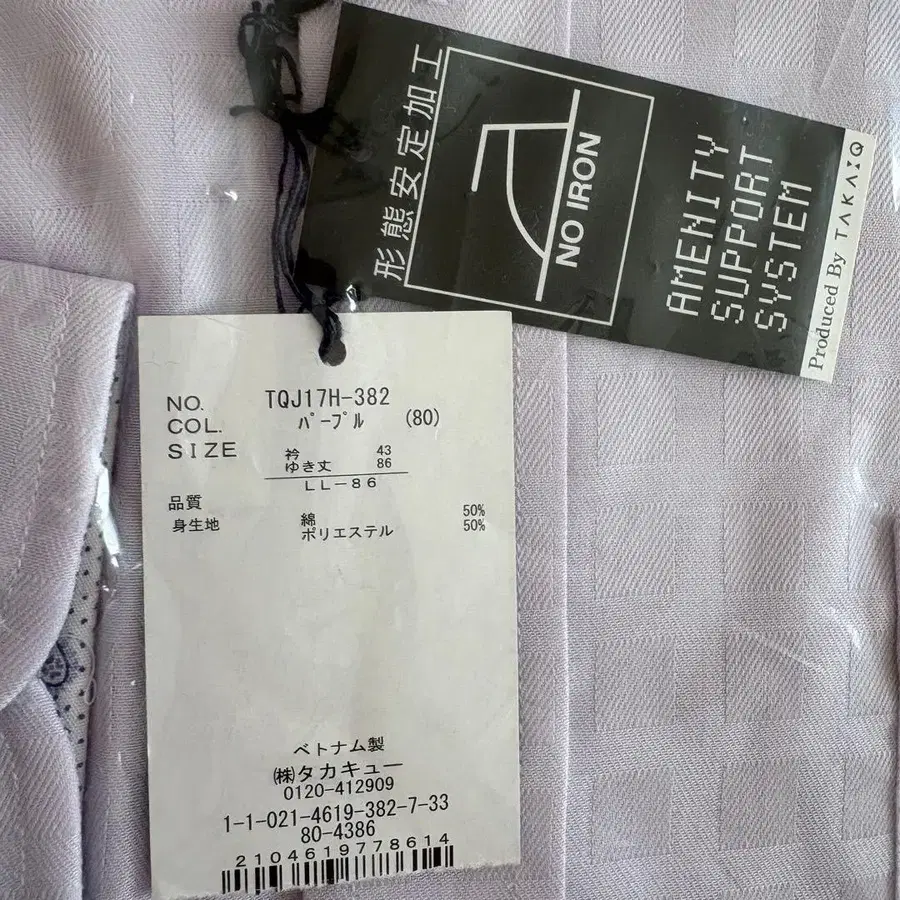 形態安定加工
NO IRON
AMENITY
SUPPORT
SYSTEM
Produced By TAKA:Q
NO. TQJ17H-382
COL. パープル (80)
SIZE 衿 43
ゆき丈 86
LL-86
品質
身生地 綿 50%
ポリエステル 50%
ベトナム製
(株)タカキュー
0120-412909
1-1-021-4619-382-7-33
80-4386
2104619778614